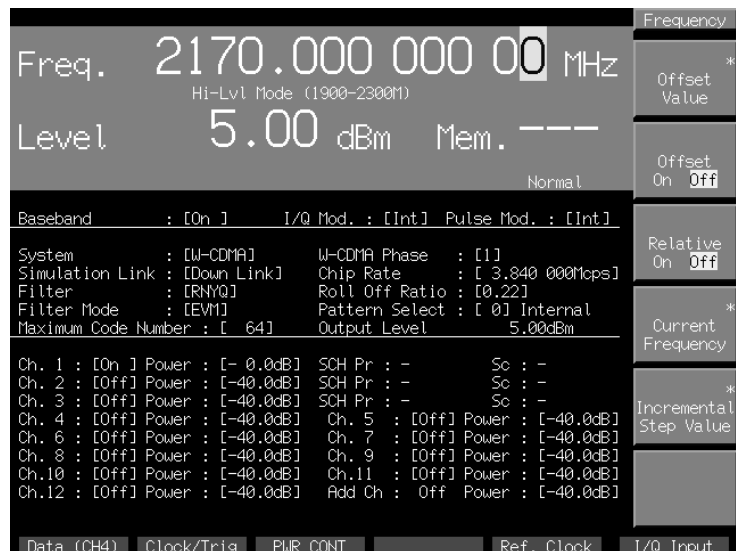 Frequency
Freq. 2170.000 000 00 MHz
Hi-Lvl Mode (1900-2300M)
Level 5.00 dBm Mem. ---
Normal
* Offset Value
Offset
On Off
Relative
On Off
* Current Frequency
* Incremental Step Value
Baseband : [On ] I/Q Mod. : [Int] Pulse Mod. : [Int]
System : [W-CDMA] W-CDMA Phase : [1]
Simulation Link : [Down Link] Chip Rate : [ 3.840 000Mcps]
Filter : [RNYQ] Roll Off Ratio : [0.22]
Filter Mode : [EVM] Pattern Select : [ 0] Internal
Maximum Code Number : [ 64] Output Level 5.00dBm
Ch. 1 : [On ] Power : [- 0.0dB] SCH Pr : - Sc : -
Ch. 2 : [Off] Power : [-40.0dB] SCH Pr : - Sc : -
Ch. 3 : [Off] Power : [-40.0dB] SCH Pr : - Sc : -
Ch. 4 : [Off] Power : [-40.0dB] Ch. 5 : [Off] Power : [-40.0dB]
Ch. 6 : [Off] Power : [-40.0dB] Ch. 7 : [Off] Power : [-40.0dB]
Ch. 8 : [Off] Power : [-40.0dB] Ch. 9 : [Off] Power : [-40.0dB]
Ch.10 : [Off] Power : [-40.0dB] Ch.11 : [Off] Power : [-40.0dB]
Ch.12 : [Off] Power : [-40.0dB] Add Ch : Off Power : [-40.0dB]
Data (CH4) Clock/Trig PWR CONT Ref. Clock I/Q Input